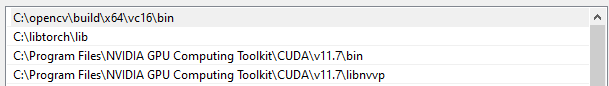 C:\opencv\build\x64\vc16\bin
C:\libtorch\lib
C:\Program Files\NVIDIA GPU Computing Toolkit\CUDA\v11.7\bin
C:\Program Files\NVIDIA GPU Computing Toolkit\CUDA\v11.7\libnvvp